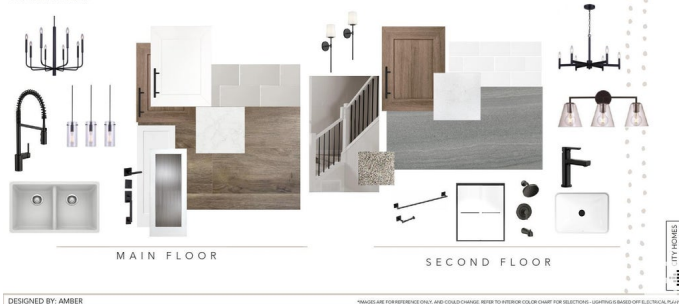 MAIN FLOOR
SECOND FLOOR
CITY HOMES
DESIGNED BY: AMBER
*IMAGES ARE FOR REFERENCE ONLY, AND COULD CHANGE. REFER TO INTERIOR COLOR CHART FOR SELECTIONS - LIGHTING IS BASED OFF ELECTRICAL PLAN